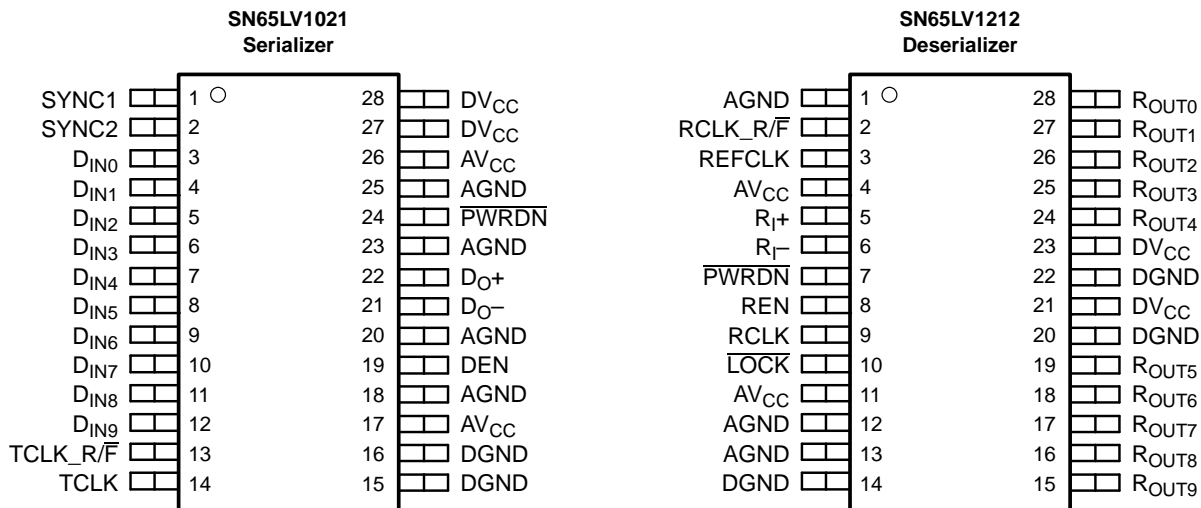 SN65LV1021
Serializer
SYNC1 1 28 DVCC
SYNC2 2 27 DVCC
DIN0 3 26 AVCC
DIN1 4 25 AGND
DIN2 5 24 PWRDN
DIN3 6 23 AGND
DIN4 7 22 DO+
DIN5 8 21 DO–
DIN6 9 20 AGND
DIN7 10 19 DEN
DIN8 11 18 AGND
DIN9 12 17 AVCC
TCLK_R/F 13 16 DGND
TCLK 14 15 DGND
SN65LV1212
Deserializer
AGND 1 28 ROUT0
RCLK_R/F 2 27 ROUT1
REFCLK 3 26 ROUT2
AVCC 4 25 ROUT3
RI+ 5 24 ROUT4
RI– 6 23 DVCC
PWRDN 7 22 DGND
REN 8 21 DVCC
RCLK 9 20 DGND
LOCK 10 19 ROUT5
AVCC 11 18 ROUT6
AGND 12 17 ROUT7
AGND 13 16 ROUT8
DGND 14 15 ROUT9